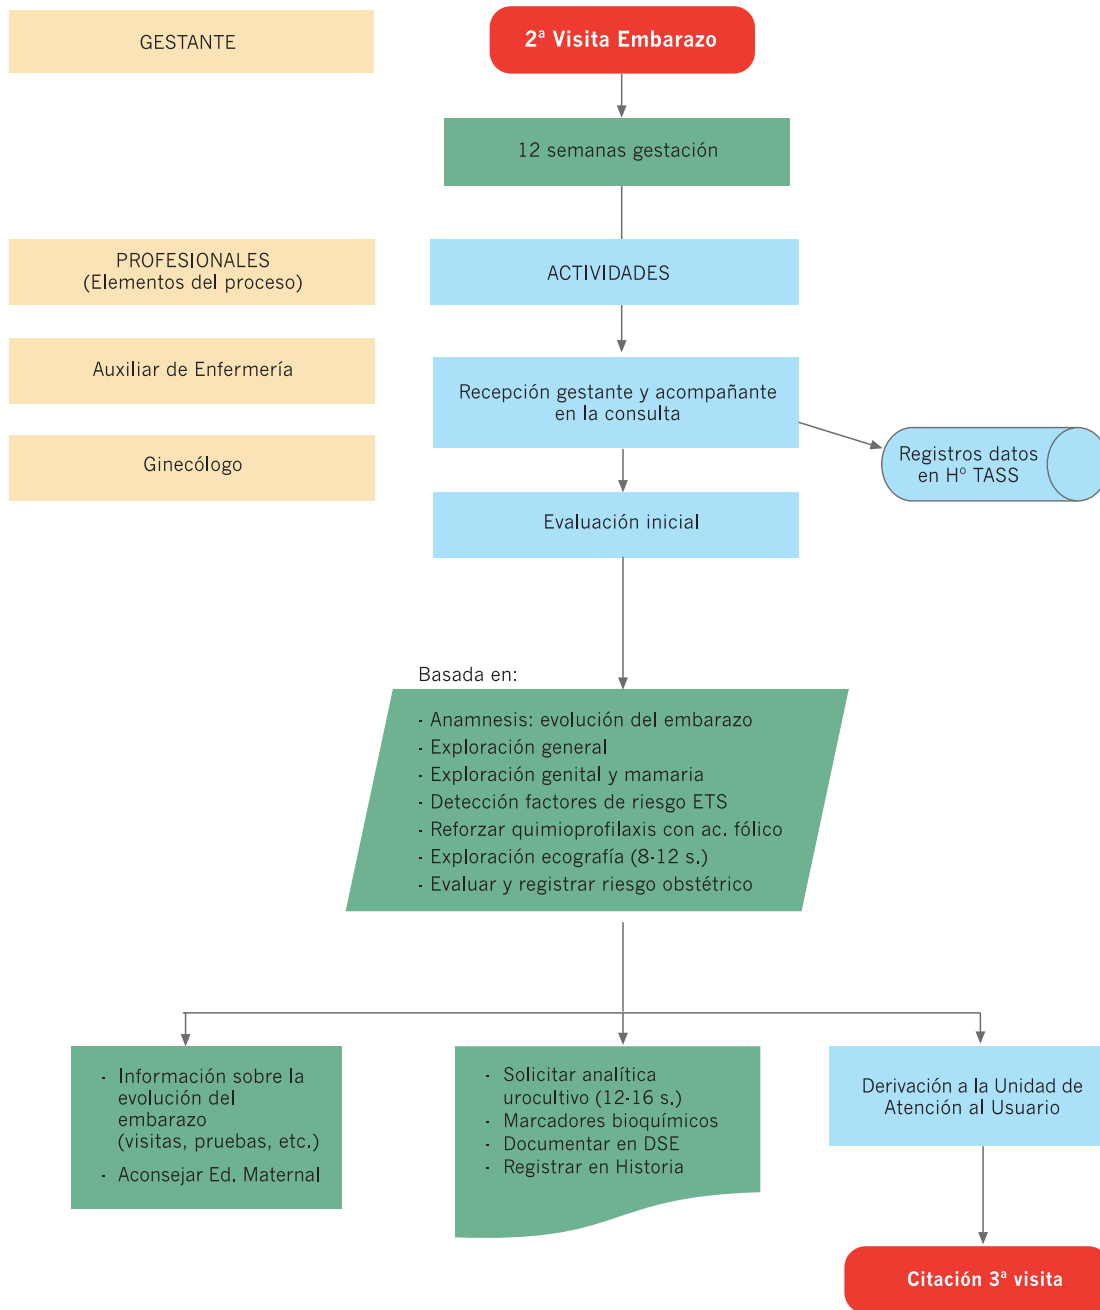 GESTANTE
2ª Visita Embarazo
12 semanas gestación
PROFESIONALES
(Elementos del proceso)
ACTIVIDADES
Auxiliar de Enfermería
Recepción gestante y acompañante
en la consulta
Ginecólogo
Registros datos
en Hº TASS
Evaluación inicial
Basada en:
- Anamnesis: evolución del embarazo
- Exploración general
- Exploración genital y mamaria
- Detección factores de riesgo ETS
- Reforzar quimioprofilaxis con ac. fólico
- Exploración ecografía (8-12 s.)
- Evaluar y registrar riesgo obstétrico
- Información sobre la
evolución del
embarazo
(visitas, pruebas, etc.)
- Aconsejar Ed. Maternal
- Solicitar analítica
urocultivo (12-16 s.)
- Marcadores bioquímicos
- Documentar en DSE
- Registrar en Historia
Derivación a la Unidad de
Atención al Usuario
Citación 3ª visita